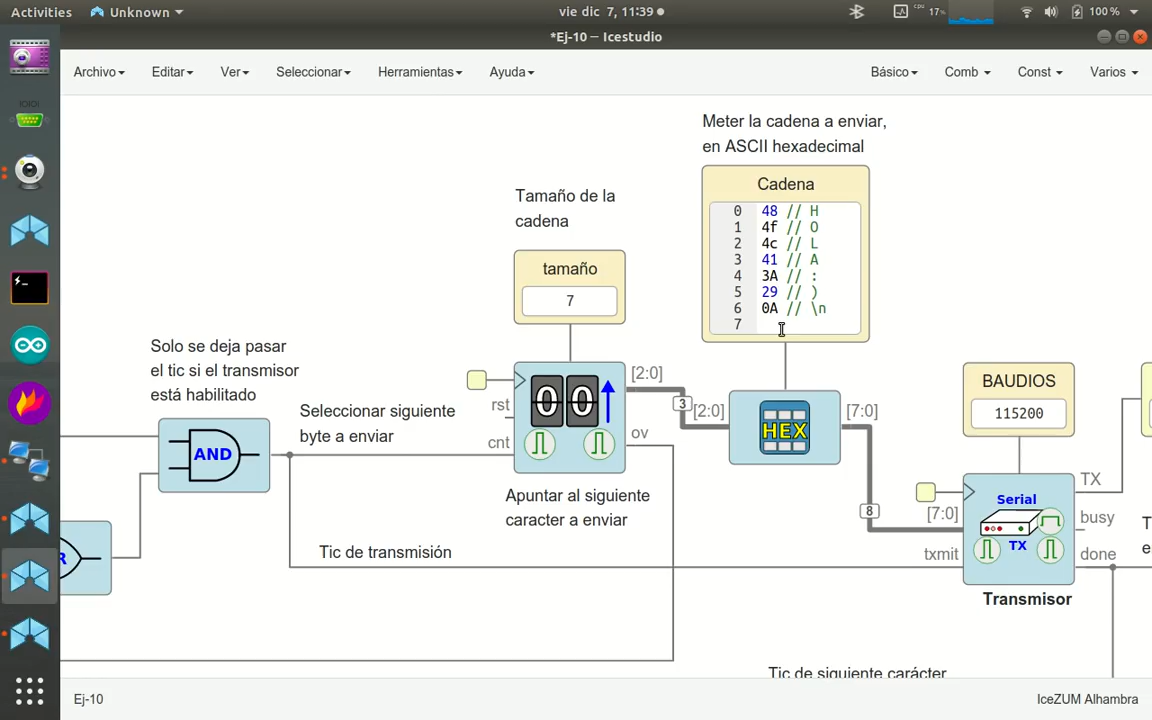 Activities
Unknown
vie dic 7, 11:39
cpu
17%
100 %
*Ej-10 – Icestudio
Archivo
Editar
Ver
Seleccionar
Herramientas
Ayuda
Básico
Comb
Const
Varios
Meter la cadena a enviar,
en ASCII hexadecimal
Cadena
0 48 // H
1 4f // O
2 4c // L
3 41 // A
4 3A // :
5 29 // )
6 0A // \n
7
Tamaño de la
cadena
tamaño
7
Solo se deja pasar
el tic si el transmisor
está habilitado
AND
R
Seleccionar siguiente
byte a enviar
rst
cnt
00
[2:0]
ov
3
[2:0]
HEX
[7:0]
8
Apuntar al siguiente
caracter a enviar
Tic de transmisión
BAUDIOS
115200
[7:0]
txmit
Serial
TX
TX
busy
done
Transmisor
T
e
Tic de siguiente carácter
Ej-10
IceZUM Alhambra